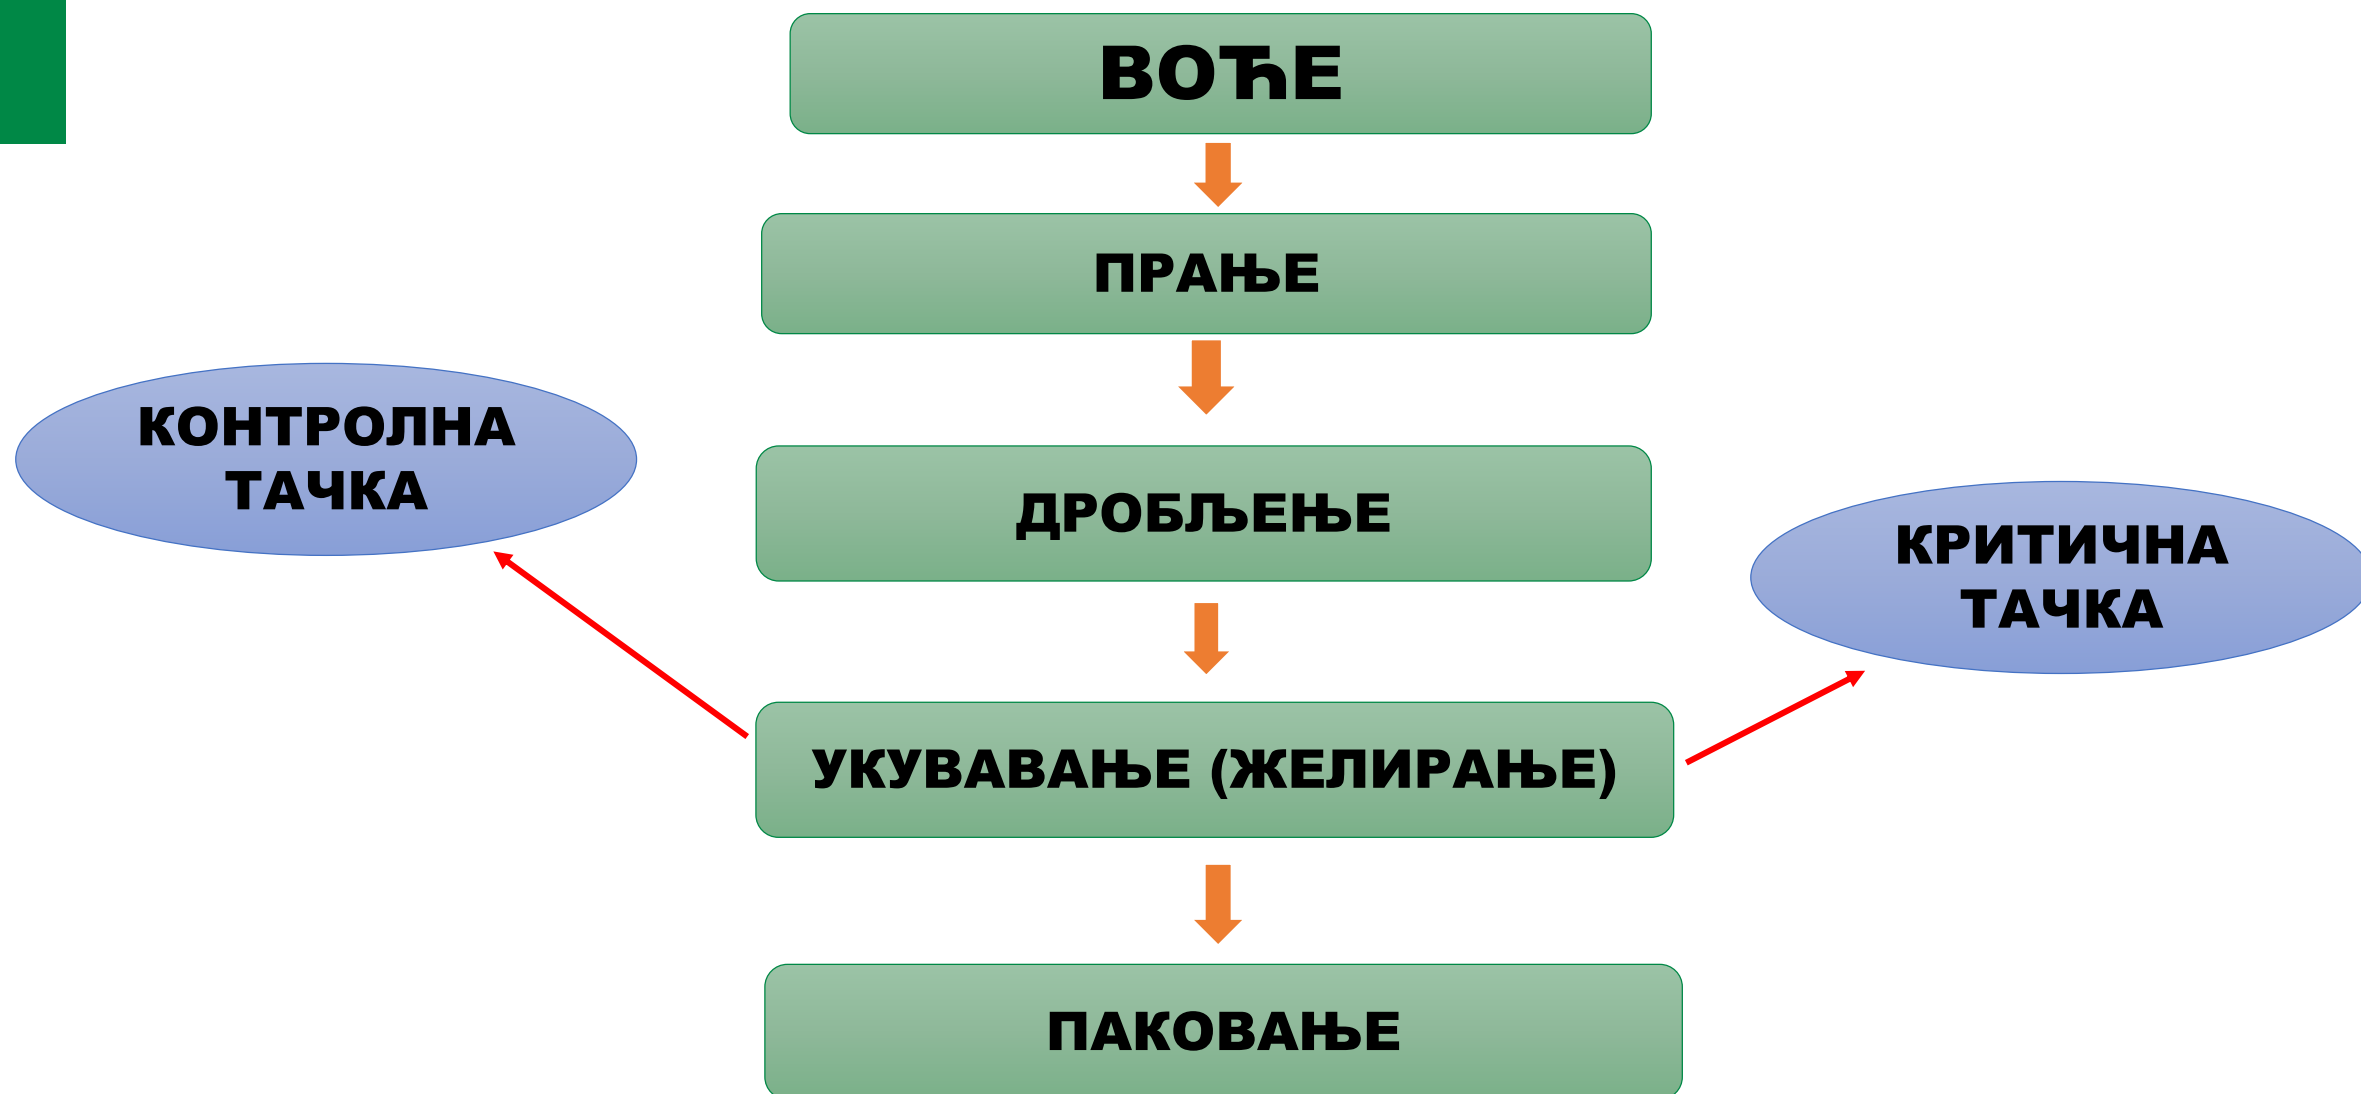 ВОЋЕ
ПРАЊЕ
КОНТРОЛНА
ТАЧКА
ДРОБЉЕЊЕ
КРИТИЧНА
ТАЧКА
УКУВАВАЊЕ (ЖЕЛИРАЊЕ)
ПАКОВАЊЕ